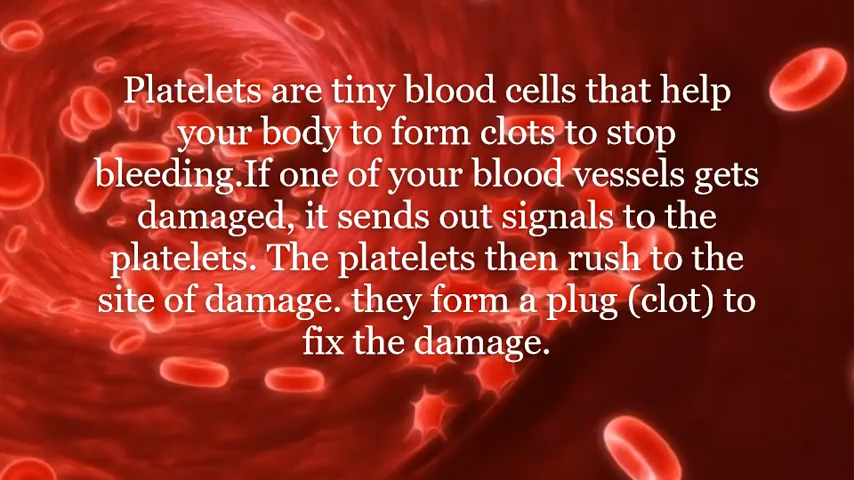 Platelets are tiny blood cells that help
your body to form clots to stop
bleeding.If one of your blood vessels gets
damaged, it sends out signals to the
platelets. The platelets then rush to the
site of damage. they form a plug (clot) to
fix the damage.